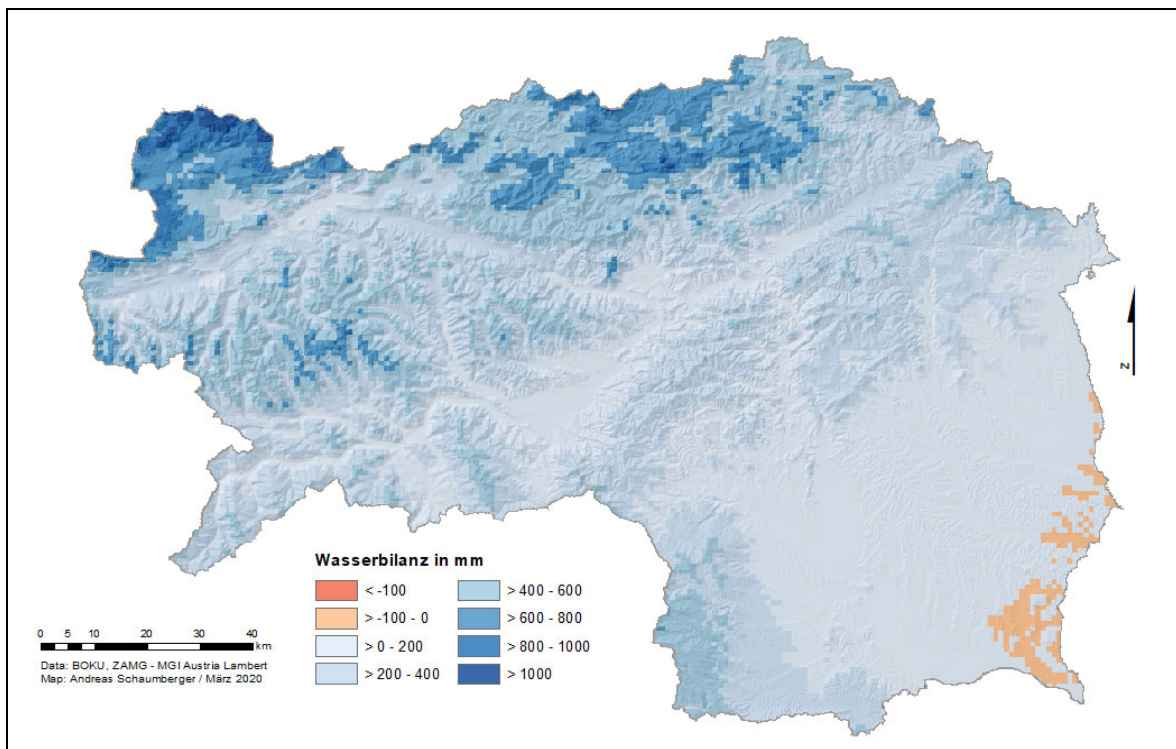 N
Wasserbilanz in mm
< -100
> -100 - 0
> 0 - 200
> 200 - 400
> 400 - 600
> 600 - 800
> 800 - 1000
> 1000
0 5 10 20 30 40
km
Data: BOKU, ZAMG - MGI Austria Lambert
Map: Andreas Schaumberger / März 2020